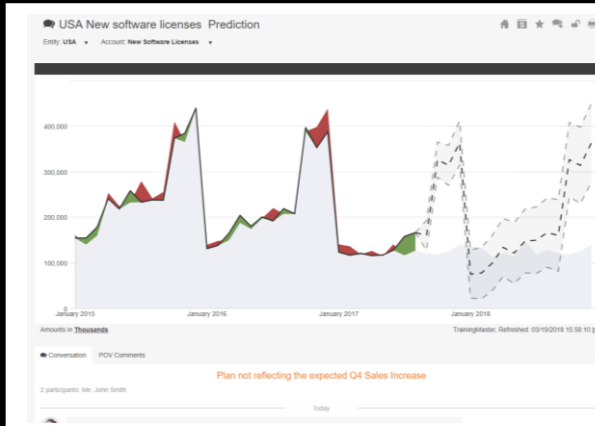 USA New software licenses Prediction
Entity: USA Account: New Software Licenses
400,000
300,000
200,000
100,000
0
January 2015 January 2016 January 2017 January 2018
Amounts in Thousands TrainingMaster, Refreshed: 03/19/2018 15:58:10
Conversation POV Comments
Plan not reflecting the expected Q4 Sales Increase
2 participants: Me, John Smith
Today